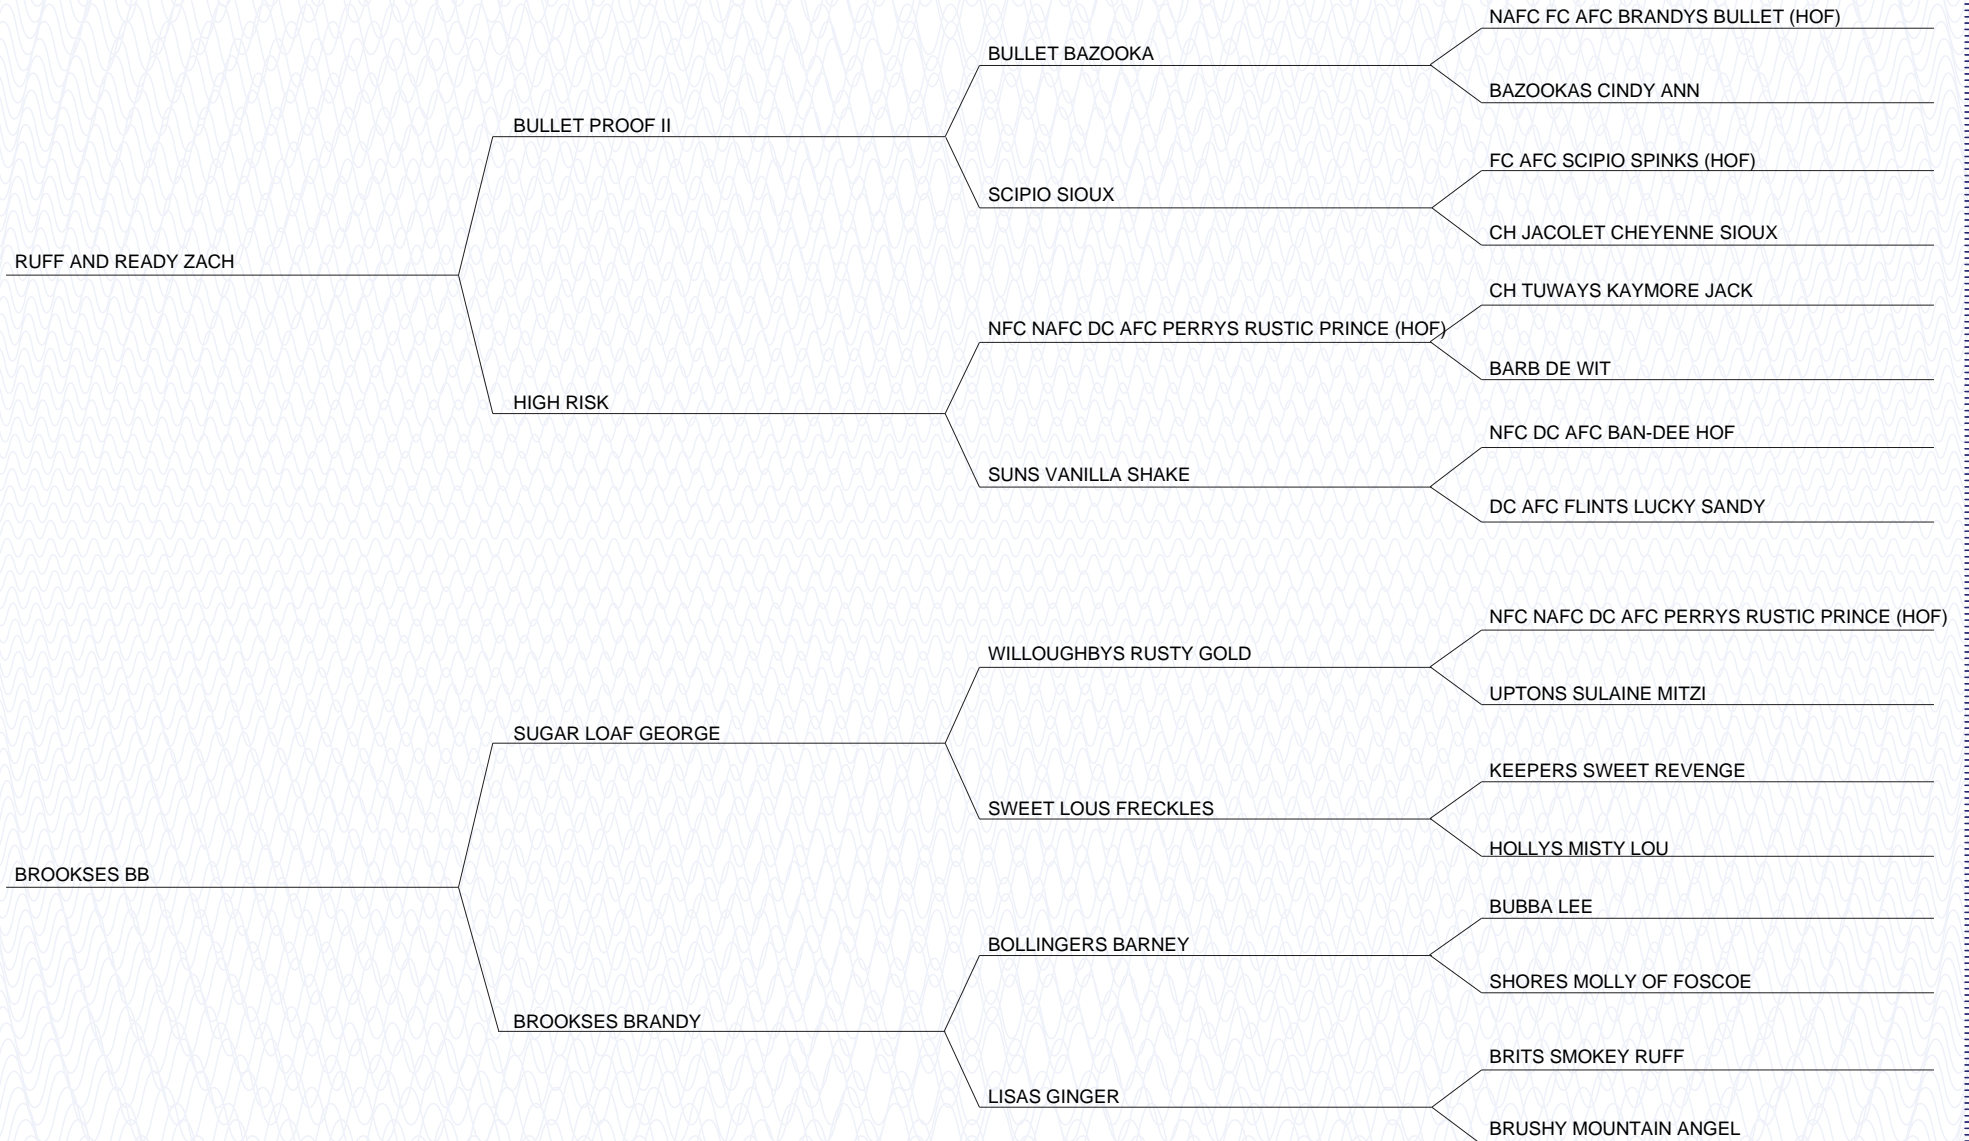 NAFC FC AFC BRANDYS BULLET (HOF)
BULLET BAZOOKA
BAZOOKAS CINDY ANN
BULLET PROOF II
FC AFC SCIPIO SPINKS (HOF)
SCIPIO SIOUX
CH JACOLET CHEYENNE SIOUX
RUFF AND READY ZACH
CH TUWAYS KAYMORE JACK
NFC NAFC DC AFC PERRYS RUSTIC PRINCE (HOF)
BARB DE WIT
HIGH RISK
NFC DC AFC BAN-DEE HOF
SUNS VANILLA SHAKE
DC AFC FLINTS LUCKY SANDY
NFC NAFC DC AFC PERRYS RUSTIC PRINCE (HOF)
WILLOUGHBYS RUSTY GOLD
UPTONS SULAINE MITZI
SUGAR LOAF GEORGE
KEEPERS SWEET REVENGE
SWEET LOUS FRECKLES
HOLLYS MISTY LOU
BROOKSES BB
BUBBA LEE
BOLLINGERS BARNEY
SHORES MOLLY OF FOSCOE
BROOKSES BRANDY
BRITS SMOKEY RUFF
LISAS GINGER
BRUSHY MOUNTAIN ANGEL